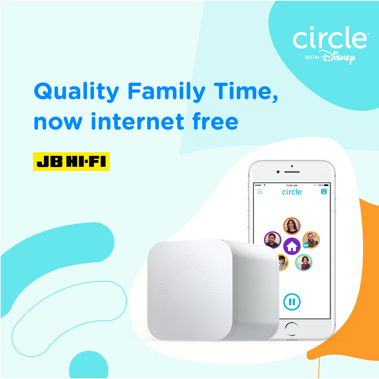 circle
WITH Disney
Quality Family Time,
now internet free
JB HI-FI
circle